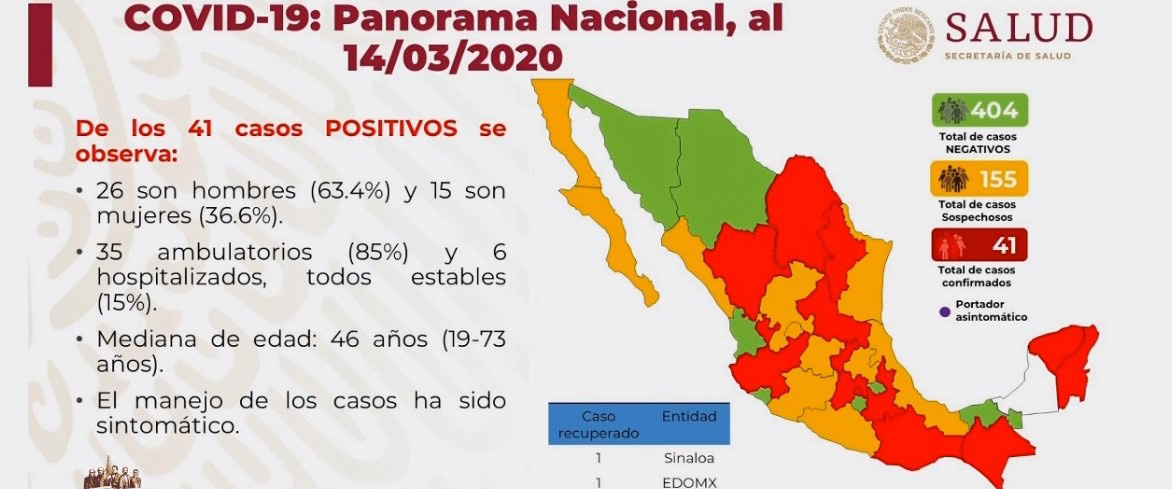 COVID-19: Panorama Nacional, al
14/03/2020
SALUD
SECRETARÍA DE SALUD
De los 41 casos POSITIVOS se
observa:
• 26 son hombres (63.4%) y 15 son
mujeres (36.6%).
• 35 ambulatorios (85%) y 6
hospitalizados, todos estables
(15%).
• Mediana de edad: 46 años (19-73
años).
• El manejo de los casos ha sido
sintomático.
404
Total de casos
NEGATIVOS
155
Total de casos
Sospechosos
41
Total de casos
confirmados
Portador
asintomático
Caso Entidad
recuperado
1 Sinaloa
1 EDOMX